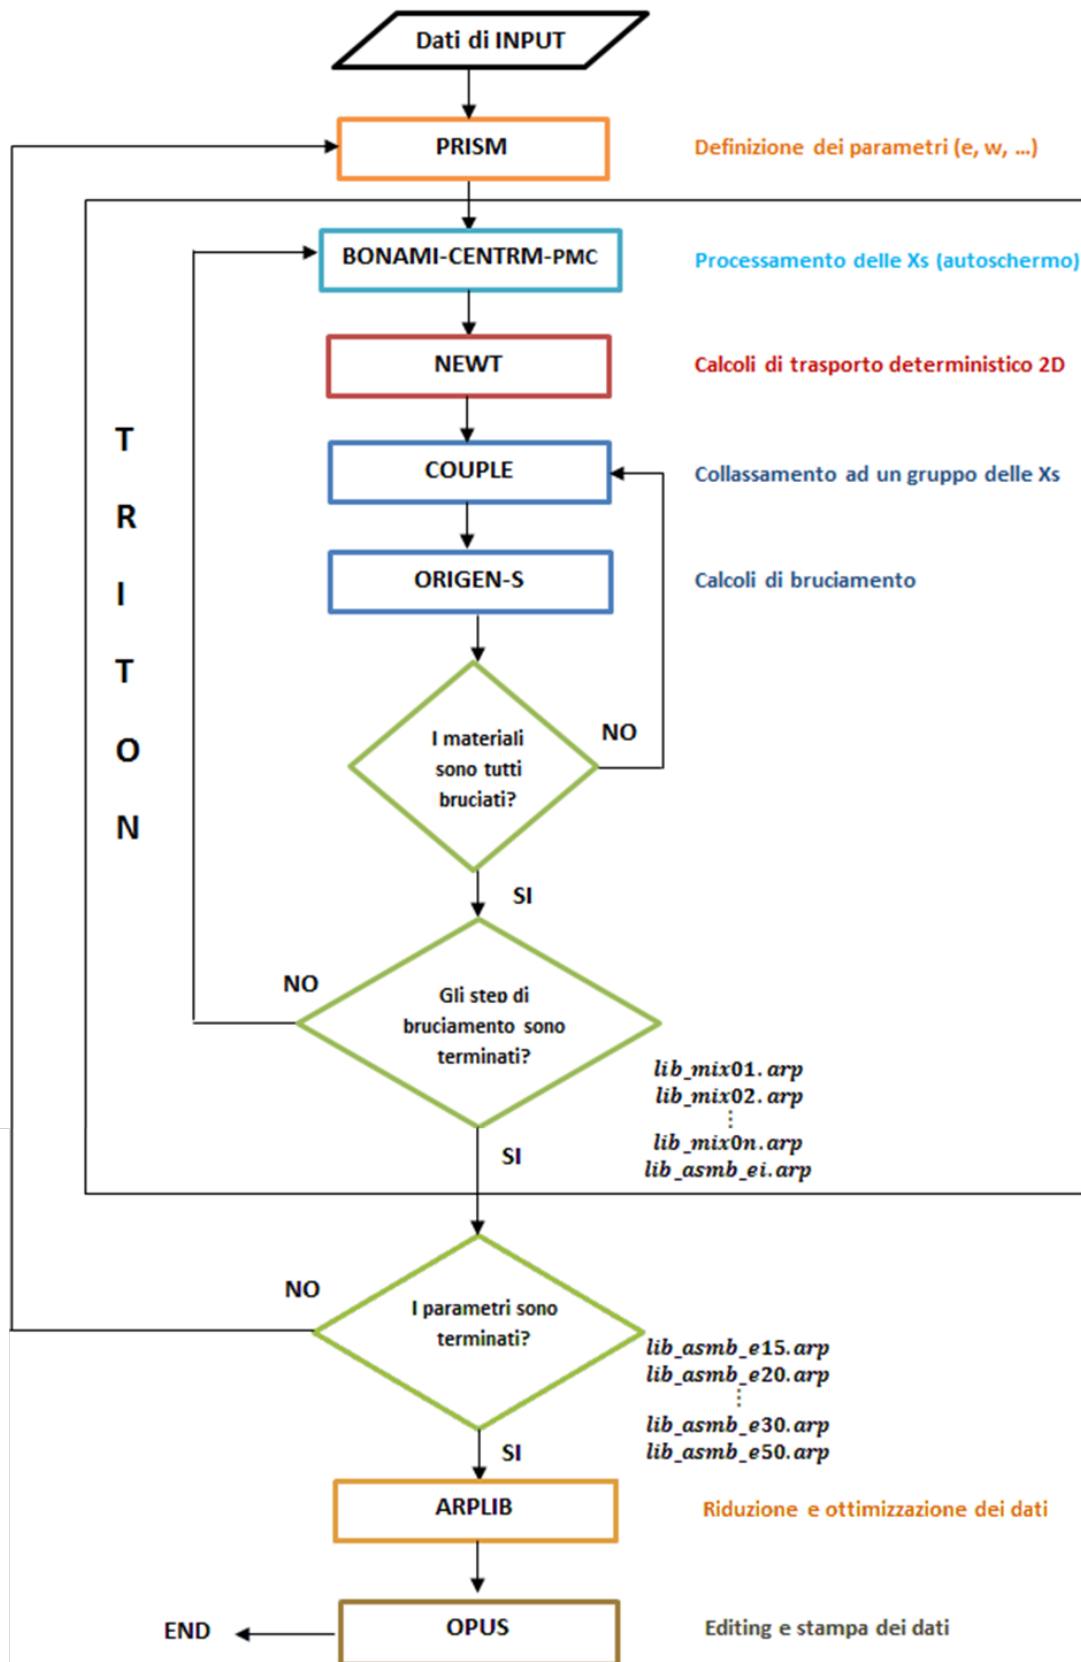 Dati di INPUT
PRISM
Definizione dei parametri (e, w, ...)
BONAMI-CENTRM-PMC
Processamento delle Xs (autoschermo)
NEWT
Calcoli di trasporto deterministico 2D
TRITON
COUPLE
Collassamento ad un gruppo delle Xs
ORIGEN-S
Calcoli di bruciamento
I materiali
sono tutti
bruciati?
NO
SI
NO
Gli step di
bruciamento sono
terminati?
lib_mix01.arp
lib_mix02.arp
⋮
lib_mix0n.arp
lib_asmb_ei.arp
SI
NO
I parametri sono
terminati?
lib_asmb_e15.arp
lib_asmb_e20.arp
⋮
lib_asmb_e30.arp
lib_asmb_e50.arp
SI
ARPLIB
Riduzione e ottimizzazione dei dati
END
OPUS
Editing e stampa dei dati